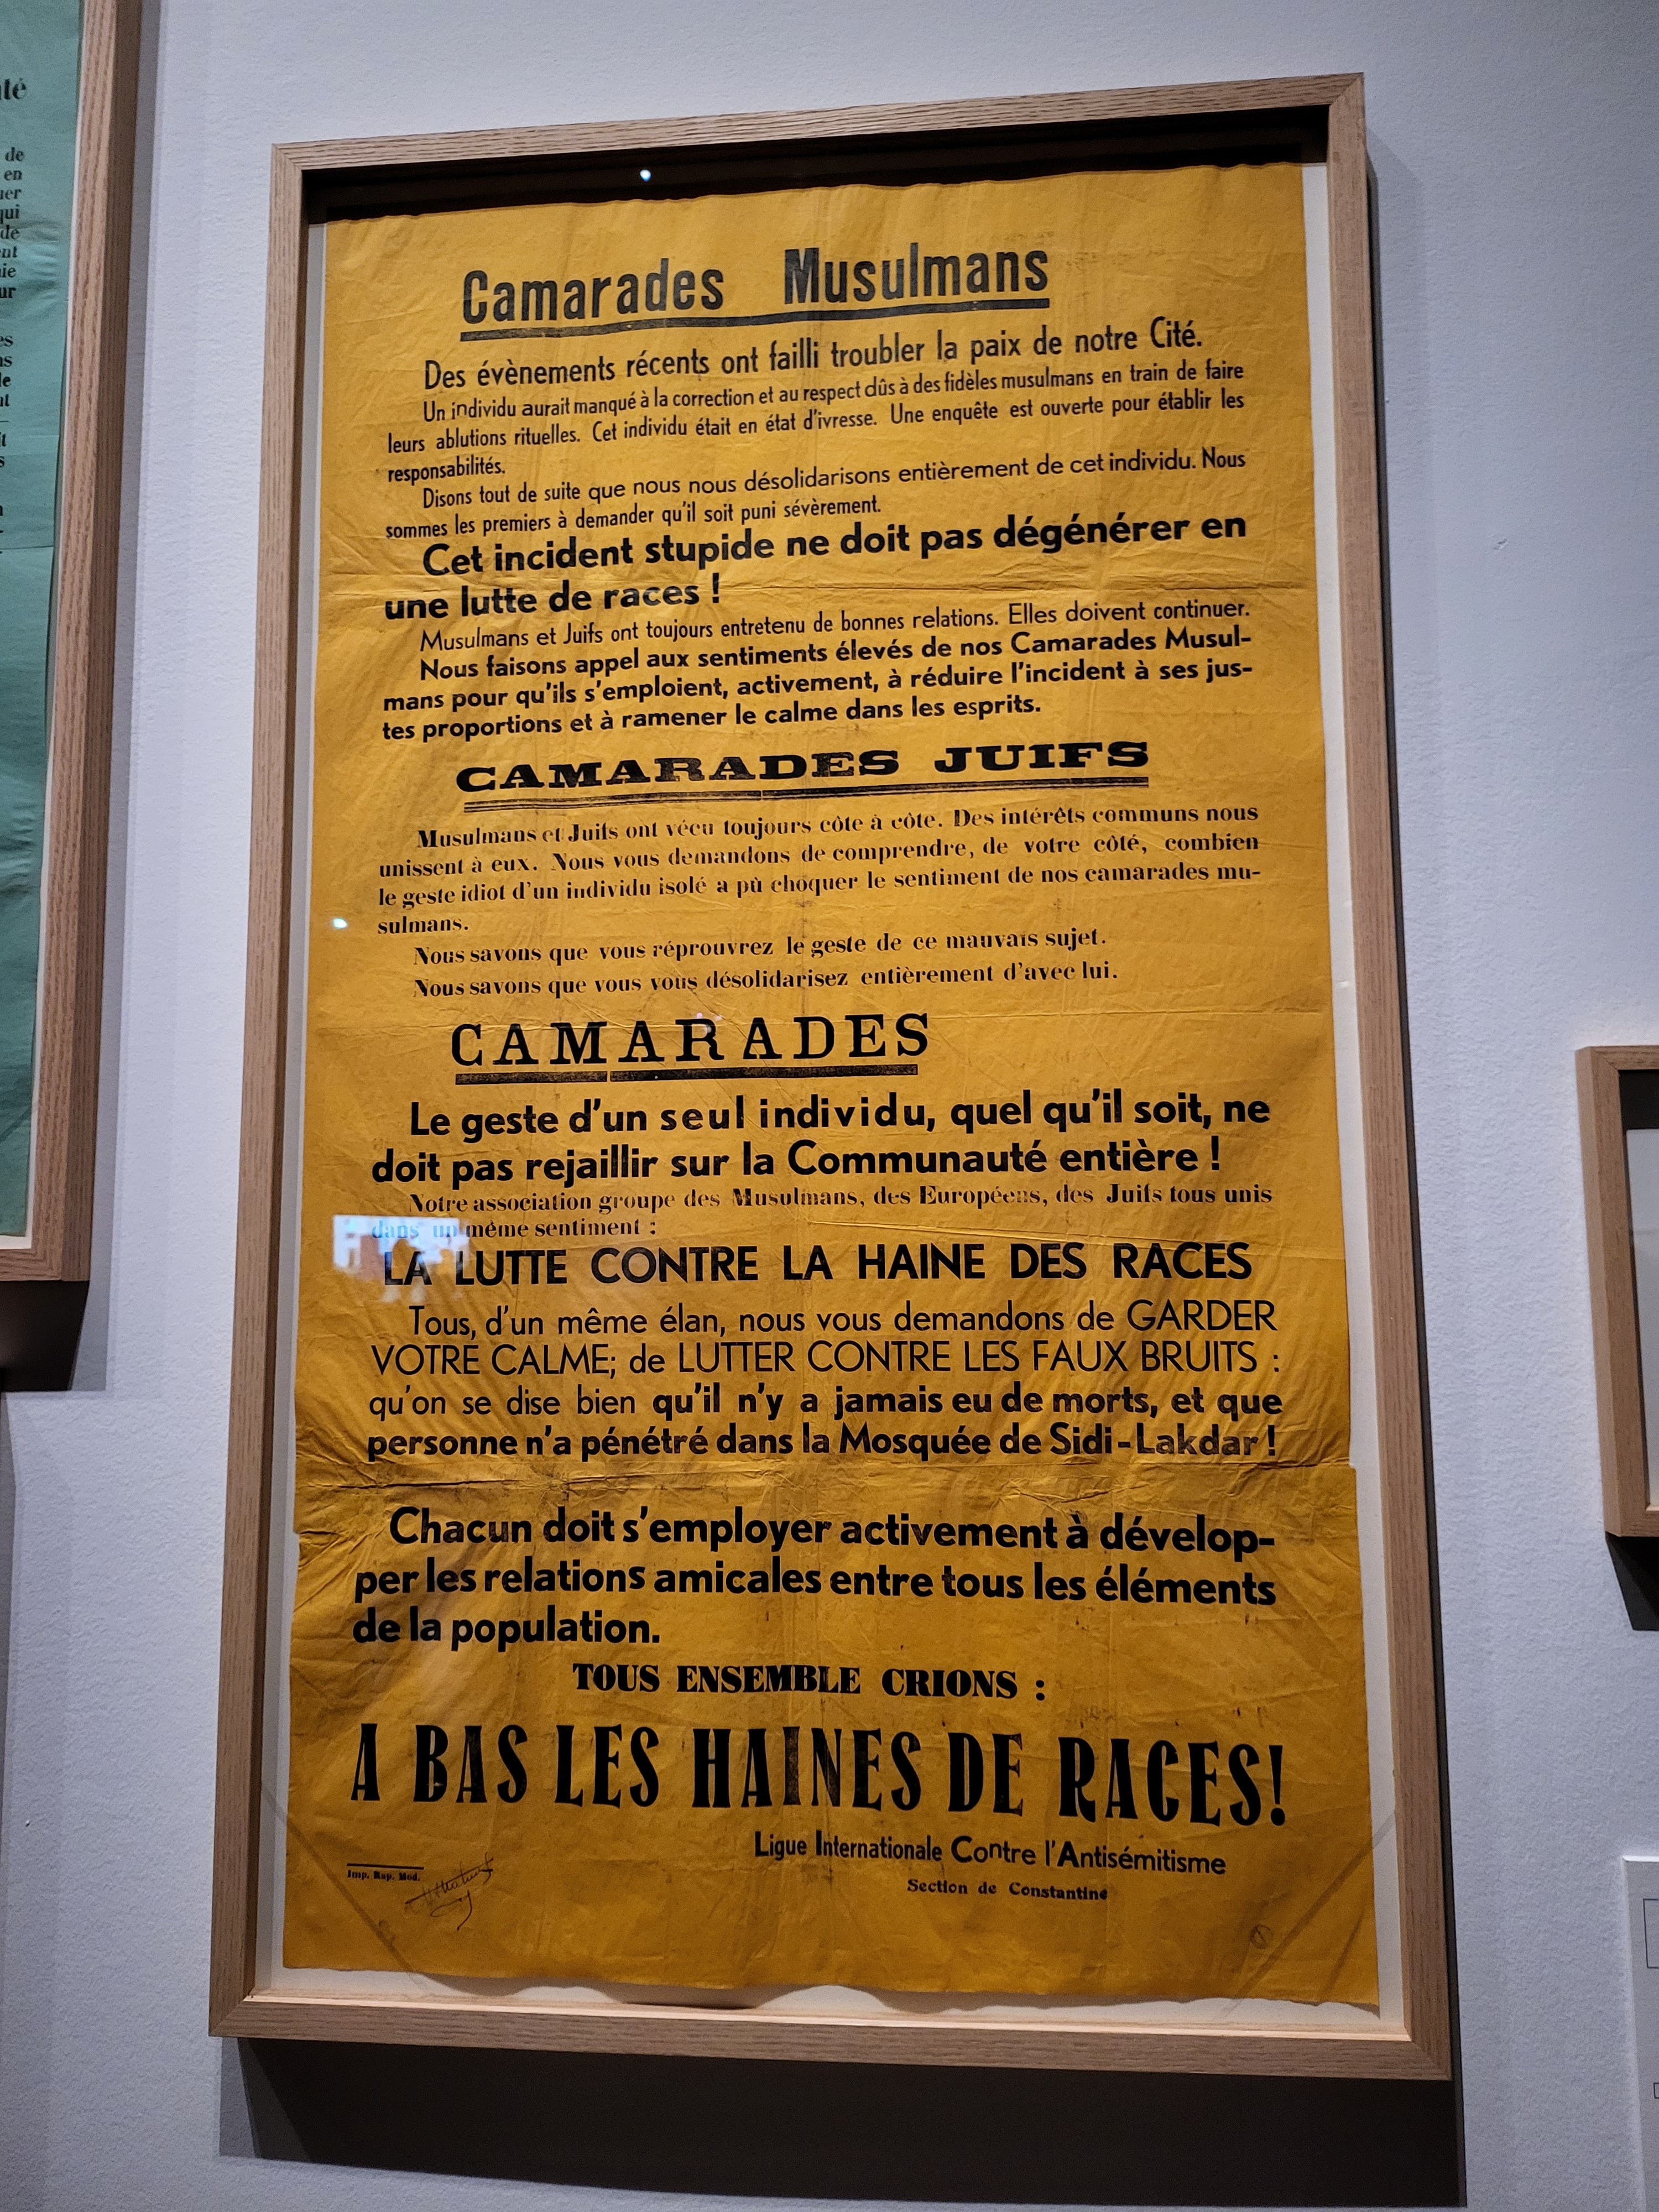 té
de
en
uer
qui
de
ent
nie
ur
Camarades Musulmans
Des évènements récents ont failli troubler la paix de notre Cité.
Un individu aurait manqué à la correction et au respect dûs à des fidèles musulmans en train de faire
leurs ablutions rituelles. Cet individu était en état d'ivresse. Une enquête est ouverte pour établir les
responsabilités.
Disons tout de suite que nous nous désolidarisons entièrement de cet individu. Nous
sommes les premiers à demander qu'il soit puni sévèrement.
Cet incident stupide ne doit pas dégénérer en
une lutte de races !
Musulmans et Juifs ont toujours entretenu de bonnes relations. Elles doivent continuer.
Nous faisons appel aux sentiments élevés de nos Camarades Musul-
mans pour qu'ils s'emploient, activement, à réduire l'incident à ses jus-
tes proportions et à ramener le calme dans les esprits.
CAMARADES JUIFS
Musulmans et Juifs ont vécu toujours côte à côte. Des intérêts communs nous
unissent à eux. Nous vous demandons de comprendre, de votre côté, combien
le geste idiot d'un individu isolé a pù choquer le sentiment de nos camarades mu-
sulmans.
Nous savons que vous réprouvrez le geste de ce mauvais sujet.
Nous savons que vous vous désolidarisez entièrement d'avec lui.
CAMARADES
Le geste d'un seul individu, quel qu'il soit, ne
doit pas rejaillir sur la Communauté entière !
Notre association groupe des Musulmans, des Européens, des Juifs tous unis
dans un même sentiment :
LA LUTTE CONTRE LA HAINE DES RACES
Tous, d'un même élan, nous vous demandons de GARDER
VOTRE CALME; de LUTTER CONTRE LES FAUX BRUITS :
qu'on se dise bien qu'il n'y a jamais eu de morts, et que
personne n'a pénétré dans la Mosquée de Sidi-Lakdar !
Chacun doit s'employer activement à dévelop-
per les relations amicales entre tous les éléments
de la population.
TOUS ENSEMBLE CRIONS :
A BAS LES HAINES DE RACES!
Ligue Internationale Contre l'Antisémitisme
Section de Constantine
Imp. Rap. Mod.